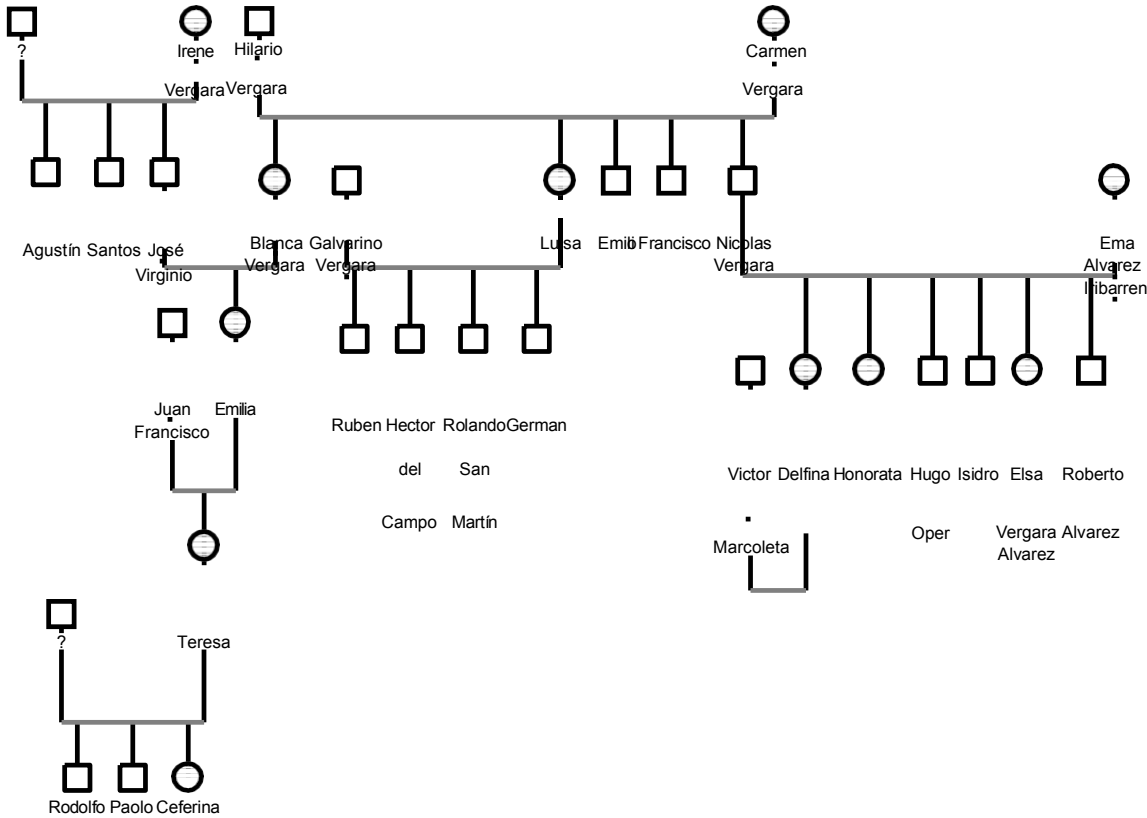 ? Irene Hilario Carmen
Vergara Vergara Vergara
Agustín Santos José Blanca Galvarino Luisa Emilio Francisco Nicolas Ema
Virginio Vergara Vergara Vergara Alvarez
Iribarren
Juan Emilia Ruben Hector Rolando German
Francisco
del San
Victor Delfina Honorata Hugo Isidro Elsa Roberto
Campo Martín
Oper Vergara Alvarez
Marcoleta Alvarez
? Teresa
Rodolfo Paolo Ceferina